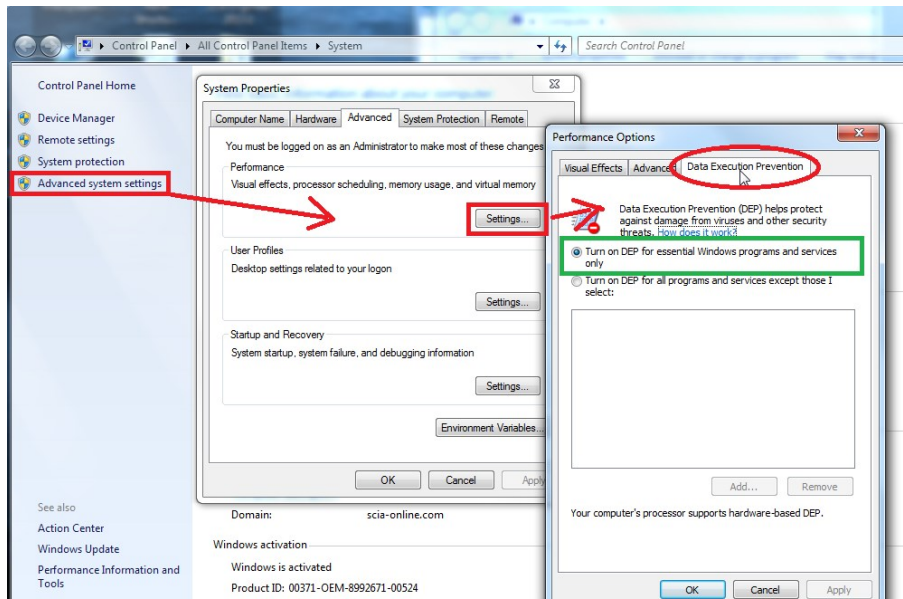 Control Panel ▸ All Control Panel Items ▸ System
Search Control Panel
Control Panel Home
Device Manager
Remote settings
System protection
Advanced system settings
See also
Action Center
Windows Update
Performance Information and
Tools
System Properties
Computer Name Hardware Advanced System Protection Remote
You must be logged on as an Administrator to make most of these changes
Performance
Visual effects, processor scheduling, memory usage, and virtual memory
Settings...
User Profiles
Desktop settings related to your logon
Settings...
Startup and Recovery
System startup, system failure, and debugging information
Settings...
Environment Variables...
OK Cancel Apply
Domain: scia-online.com
Windows activation
Windows is activated
Product ID: 00371-OEM-8992671-00524
Performance Options
Visual Effects Advanced Data Execution Prevention
Data Execution Prevention (DEP) helps protect
against damage from viruses and other security
threats. How does it work?
Turn on DEP for essential Windows programs and services
only
Turn on DEP for all programs and services except those I
select:
Add... Remove
Your computer's processor supports hardware-based DEP.
OK Cancel Apply